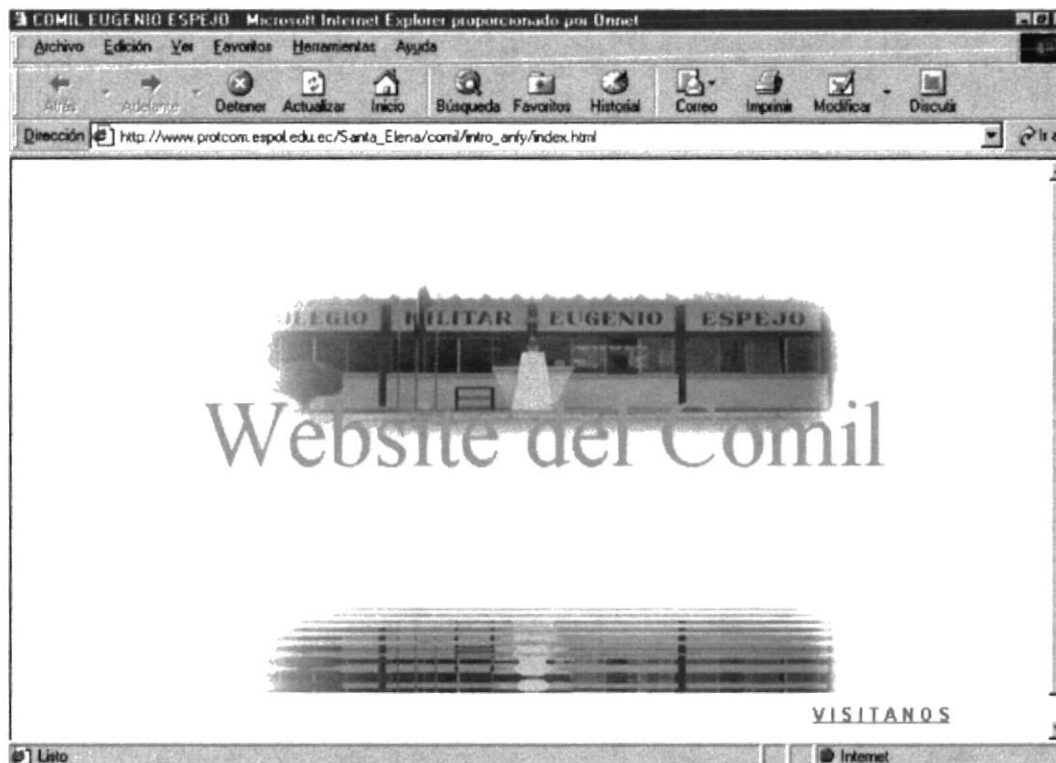 COMIL EUGENIO ESPEJO Microsoft Internet Explorer proporcionado por Onnet
Archivo Edición Ver Favoritos Herramientas Ayuda
Atrás Adelante Detener Actualizar Inicio Búsqueda Favoritos Historial Correo Imprimir Modificar Discutir
Dirección http://www.protcom.espol.edu.ec/Santa_Elena/comil/intro_anfy/index.html Ir a
OLEGIO MILITAR EUGENIO ESPEJO
Website del Comil
VISITANOS
Listo Internet